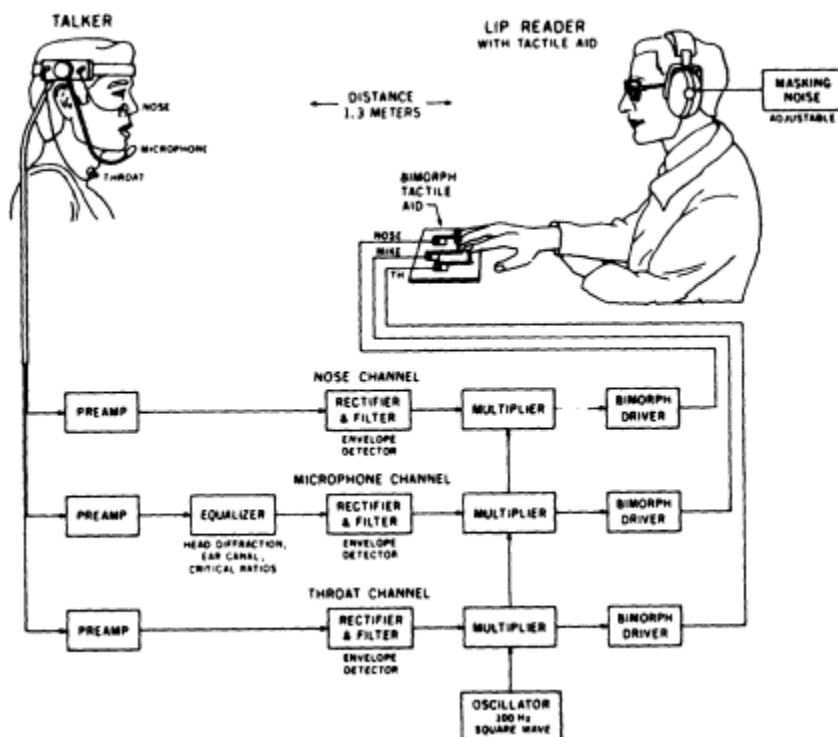 TALKER
LIP READER
WITH TACTILE AID
MASKING
NOISE
ADJUSTABLE
DISTANCE
1.3 METERS
NOSE
MICROPHONE
THROAT
BIMORPH
TACTILE
AID
NOSE
MIKE
TH
NOSE CHANNEL
PREAMP
RECTIFIER
& FILTER
MULTIPLIER
BIMORPH
DRIVER
ENVELOPE
DETECTOR
MICROPHONE CHANNEL
PREAMP
EQUALIZER
RECTIFIER
& FILTER
MULTIPLIER
BIMORPH
DRIVER
HEAD DIFFRACTION,
EAR CANAL,
CRITICAL RATIOS
ENVELOPE
DETECTOR
THROAT CHANNEL
PREAMP
RECTIFIER
& FILTER
MULTIPLIER
BIMORPH
DRIVER
ENVELOPE
DETECTOR
OSCILLATOR
Hz
SQUARE WAVE